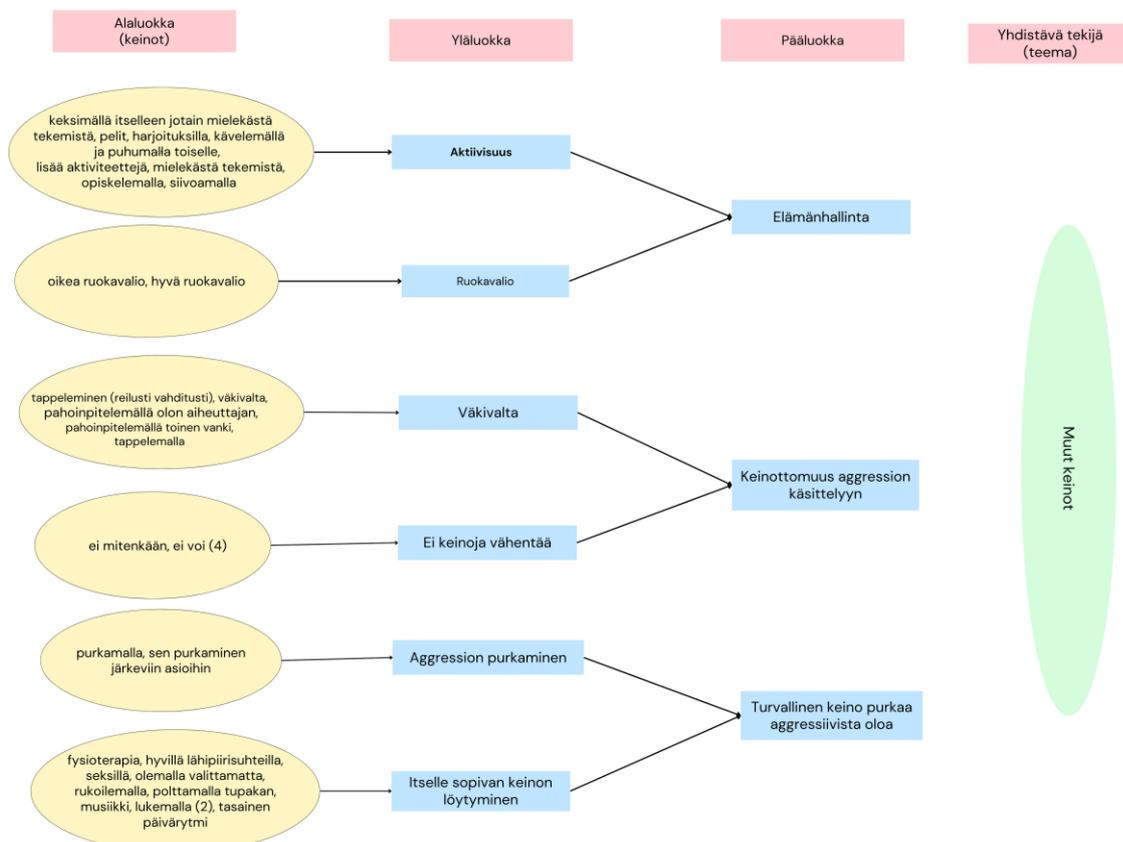 Alaluokka
(keinot)
Yläluokka
Pääluokka
Yhdistävä tekijä
(teema)
keksimällä itselleen jotain mielekästä
tekemistä, pelit, harjoituksilla, kävelemällä
ja puhumalla toiselle,
lisää aktiviteettejä, mielekästä tekemistä,
opiskelemalla, siivoamalla
Aktiivisuus
Elämänhallinta
oikea ruokavalio, hyvä ruokavalio
Ruokavalio
tappeleminen (reilusti vahditusti), väkivalta,
pahoinpitelemällä olon aiheuttajan,
pahoinpitelemällä toinen vanki,
tappelemalla
Väkivalta
Keinottomuus aggression
käsittelyyn
Muut keinot
ei mitenkään, ei voi (4)
Ei keinoja vähentää
purkamalla, sen purkaminen
järkeviin asioihin
Aggression purkaminen
Turvallinen keino purkaa
aggressiivista oloa
fysioterapia, hyvillä lähipiirisuhteilla,
seksillä, olemalla valittamatta,
rukoilemalla, polttamalla tupakan,
musiikki, lukemalla (2), tasainen
päivärytmi
Itselle sopivan keinon
löytyminen